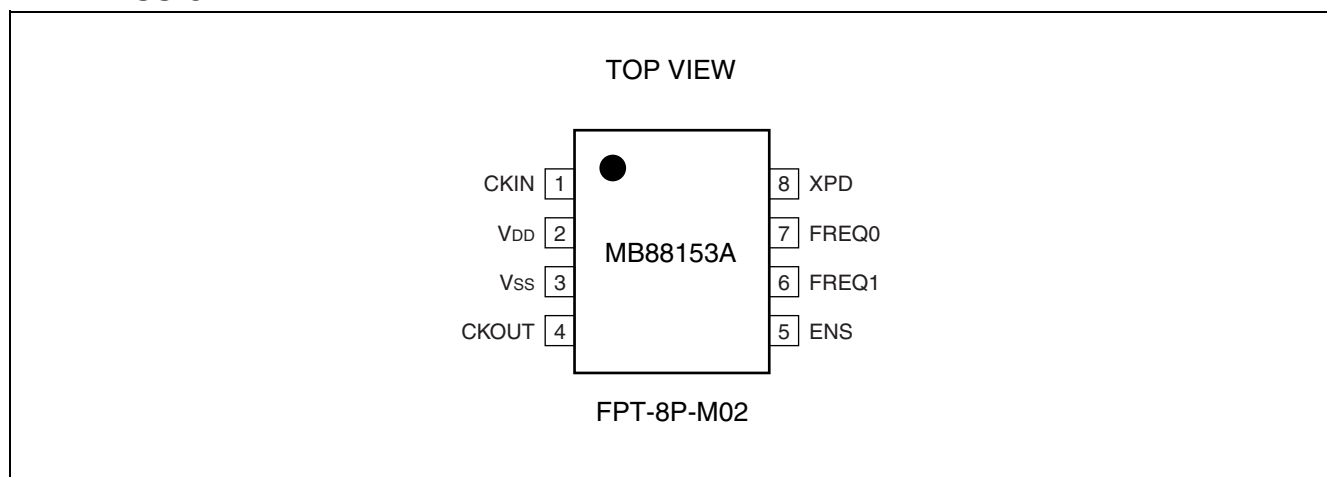 TOP VIEW
CKIN 1 8 XPD
VDD 2 7 FREQ0
MB88153A
VSS 3 6 FREQ1
CKOUT 4 5 ENS
FPT-8P-M02